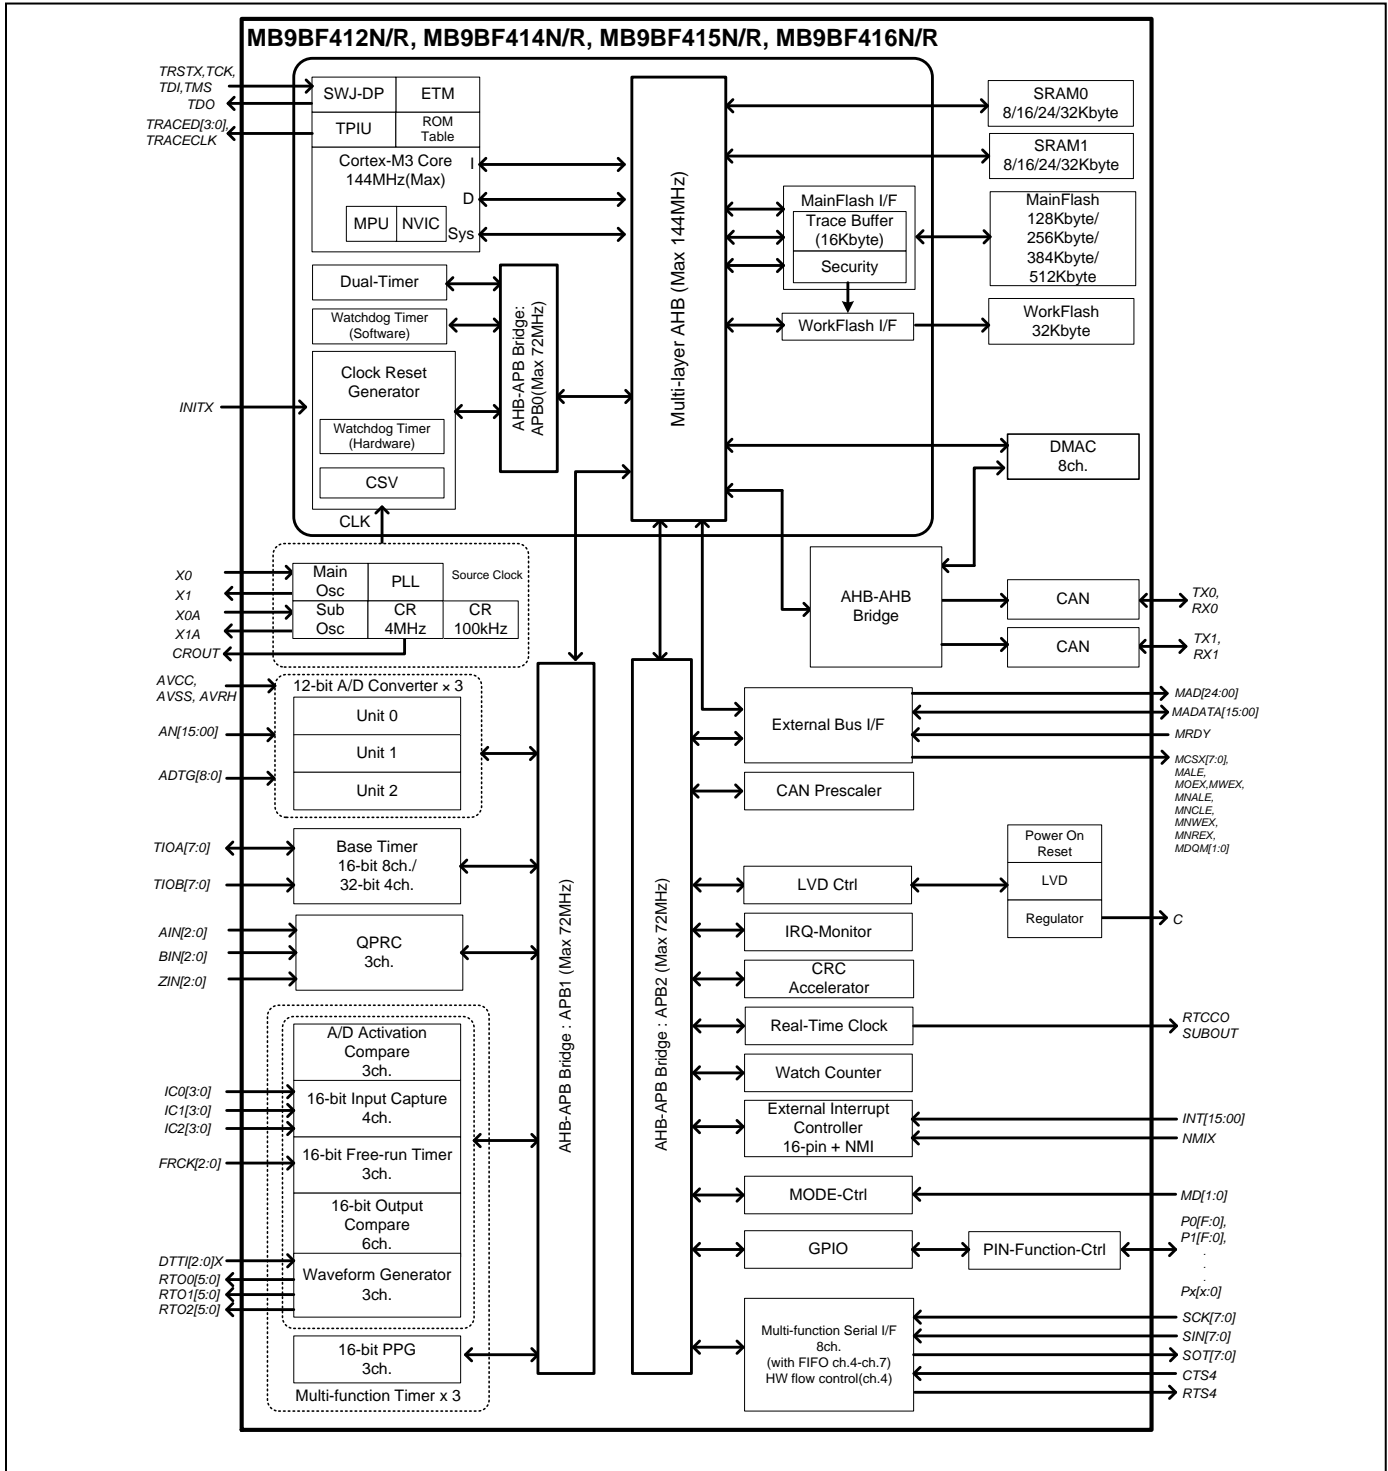 MB9BF412N/R, MB9BF414N/R, MB9BF415N/R, MB9BF416N/R
TRSTX,TCK,
TDI,TMS
TDO
TRACED[3:0],
TRACECLK
SWJ-DP
ETM
TPIU
ROM
Table
Cortex-M3 Core
144MHz(Max)
I
D
Sys
MPU
NVIC
Dual-Timer
Watchdog Timer
(Software)
Clock Reset
Generator
Watchdog Timer
(Hardware)
CSV
CLK
INITX
AHB-APB Bridge:
APB0(Max 72MHz)
Multi-layer AHB (Max 144MHz)
SRAM0
8/16/24/32Kbyte
SRAM1
8/16/24/32Kbyte
MainFlash I/F
Trace Buffer
(16Kbyte)
Security
MainFlash
128Kbyte/
256Kbyte/
384Kbyte/
512Kbyte
WorkFlash I/F
WorkFlash
32Kbyte
DMAC
8ch.
AHB-AHB
Bridge
CAN
TX0,
RX0
CAN
TX1,
RX1
X0
X1
X0A
X1A
CROUT
Main
Osc
PLL
Source Clock
Sub
Osc
CR
4MHz
CR
100kHz
AVCC,
AVSS, AVRH
AN[15:00]
ADTG[8:0]
12-bit A/D Converter × 3
Unit 0
Unit 1
Unit 2
TIOA[7:0]
TIOB[7:0]
Base Timer
16-bit 8ch./
32-bit 4ch.
AIN[2:0]
BIN[2:0]
ZIN[2:0]
QPRC
3ch.
A/D Activation
Compare
3ch.
IC0[3:0]
IC1[3:0]
IC2[3:0]
16-bit Input Capture
4ch.
FRCK[2:0]
16-bit Free-run Timer
3ch.
16-bit Output
Compare
6ch.
DTTI[2:0]X
RTO0[5:0]
RTO1[5:0]
RTO2[5:0]
Waveform Generator
3ch.
16-bit PPG
3ch.
Multi-function Timer x 3
AHB-APB Bridge : APB1 (Max 72MHz)
AHB-APB Bridge : APB2 (Max 72MHz)
External Bus I/F
MAD[24:00]
MADATA[15:00]
MRDY
MCSX[7:0],
MALE,
MOEX,MWEX,
MNALE,
MNCLE,
MNWEX,
MNREX,
MDQM[1:0]
CAN Prescaler
Power On
Reset
LVD
Regulator
C
LVD Ctrl
IRQ-Monitor
CRC
Accelerator
Real-Time Clock
RTCCO
SUBOUT
Watch Counter
External Interrupt
Controller
16-pin + NMI
INT[15:00]
NMIX
MODE-Ctrl
MD[1:0]
GPIO
PIN-Function-Ctrl
P0[F:0],
P1[F:0],
.
.
Px[x:0]
Multi-function Serial I/F
8ch.
(with FIFO ch.4-ch.7)
HW flow control(ch.4)
SCK[7:0]
SIN[7:0]
SOT[7:0]
CTS4
RTS4